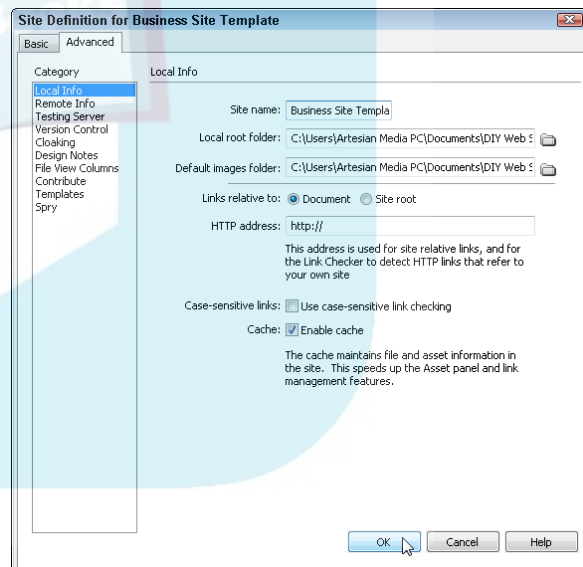 Site Definition for Business Site Template
Basic
Advanced
Category
Local Info
Local Info
Remote Info
Testing Server
Version Control
Cloaking
Design Notes
File View Columns
Contribute
Templates
Spry
Site name: Business Site Templa
Local root folder: C:\Users\Artesian Media PC\Documents\DIY Web S
Default images folder: C:\Users\Artesian Media PC\Documents\DIY Web S
Links relative to: Document Site root
HTTP address: http://
This address is used for site relative links, and for
the Link Checker to detect HTTP links that refer to
your own site
Case-sensitive links: Use case-sensitive link checking
Cache: Enable cache
The cache maintains file and asset information in
the site. This speeds up the Asset panel and link
management features.
OK
Cancel
Help